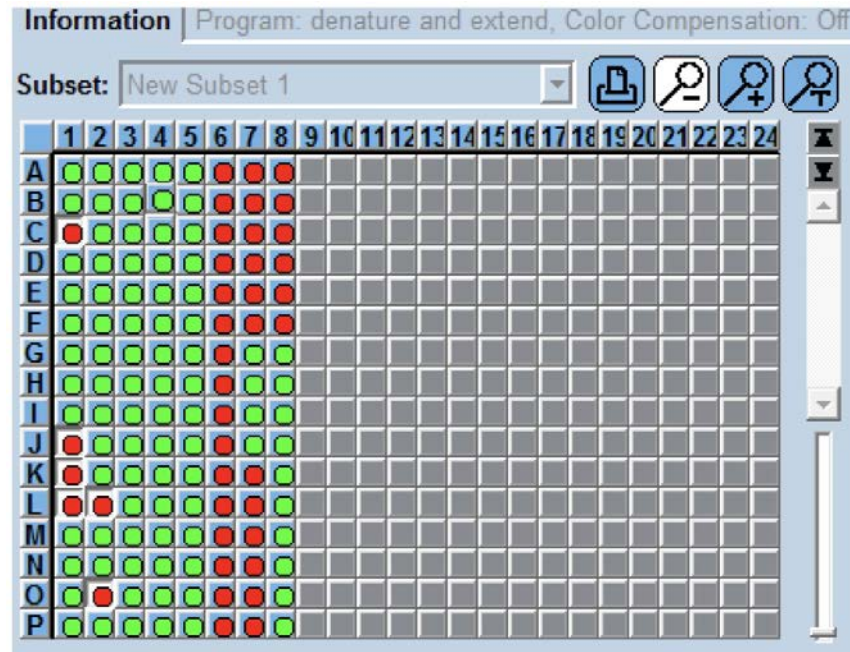 Information Program: denature and extend, Color Compensation: Off
Subset: New Subset 1
1 2 3 4 5 6 7 8 9 10 11 12 13 14 15 16 17 18 19 20 21 22 23 24
A
B
C
D
E
F
G
H
I
J
K
L
M
N
O
P